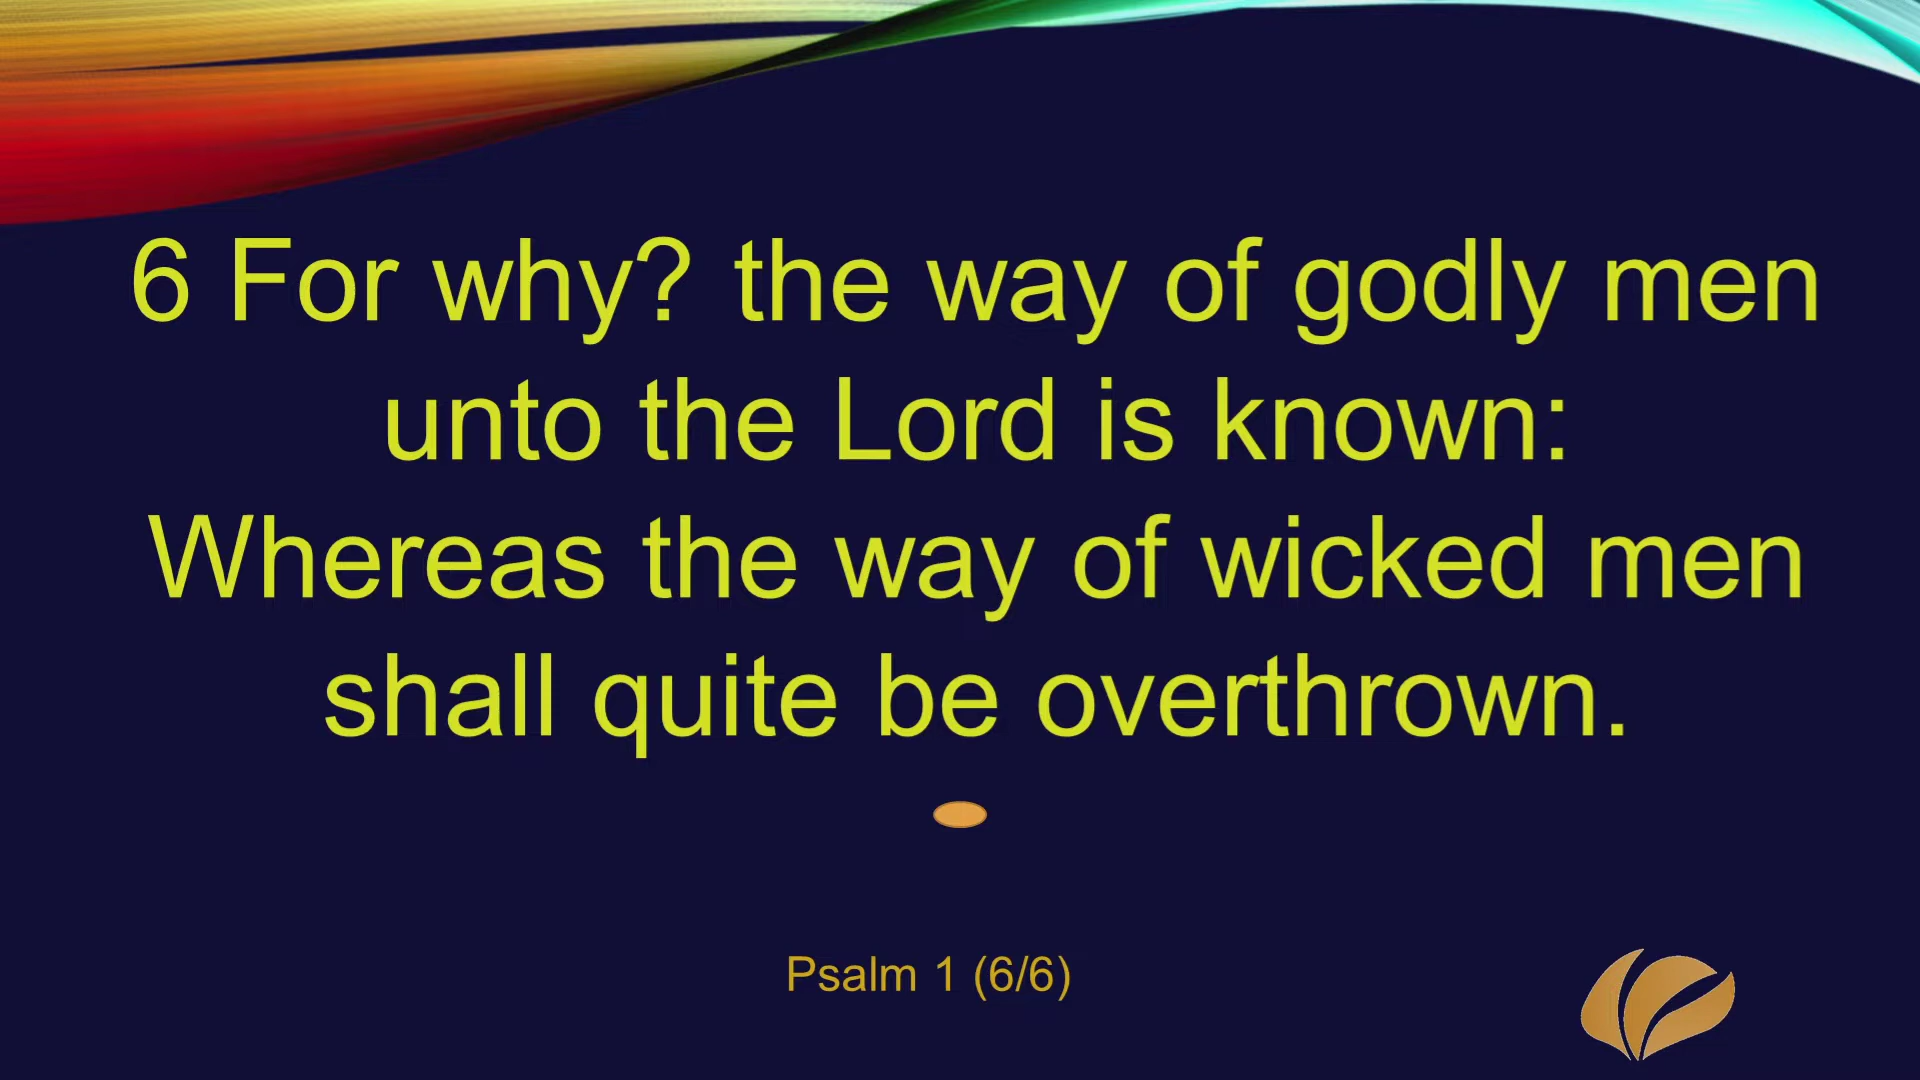 6 For why? the way of godly men
unto the Lord is known:
Whereas the way of wicked men
shall quite be overthrown.
Psalm 1 (6/6)